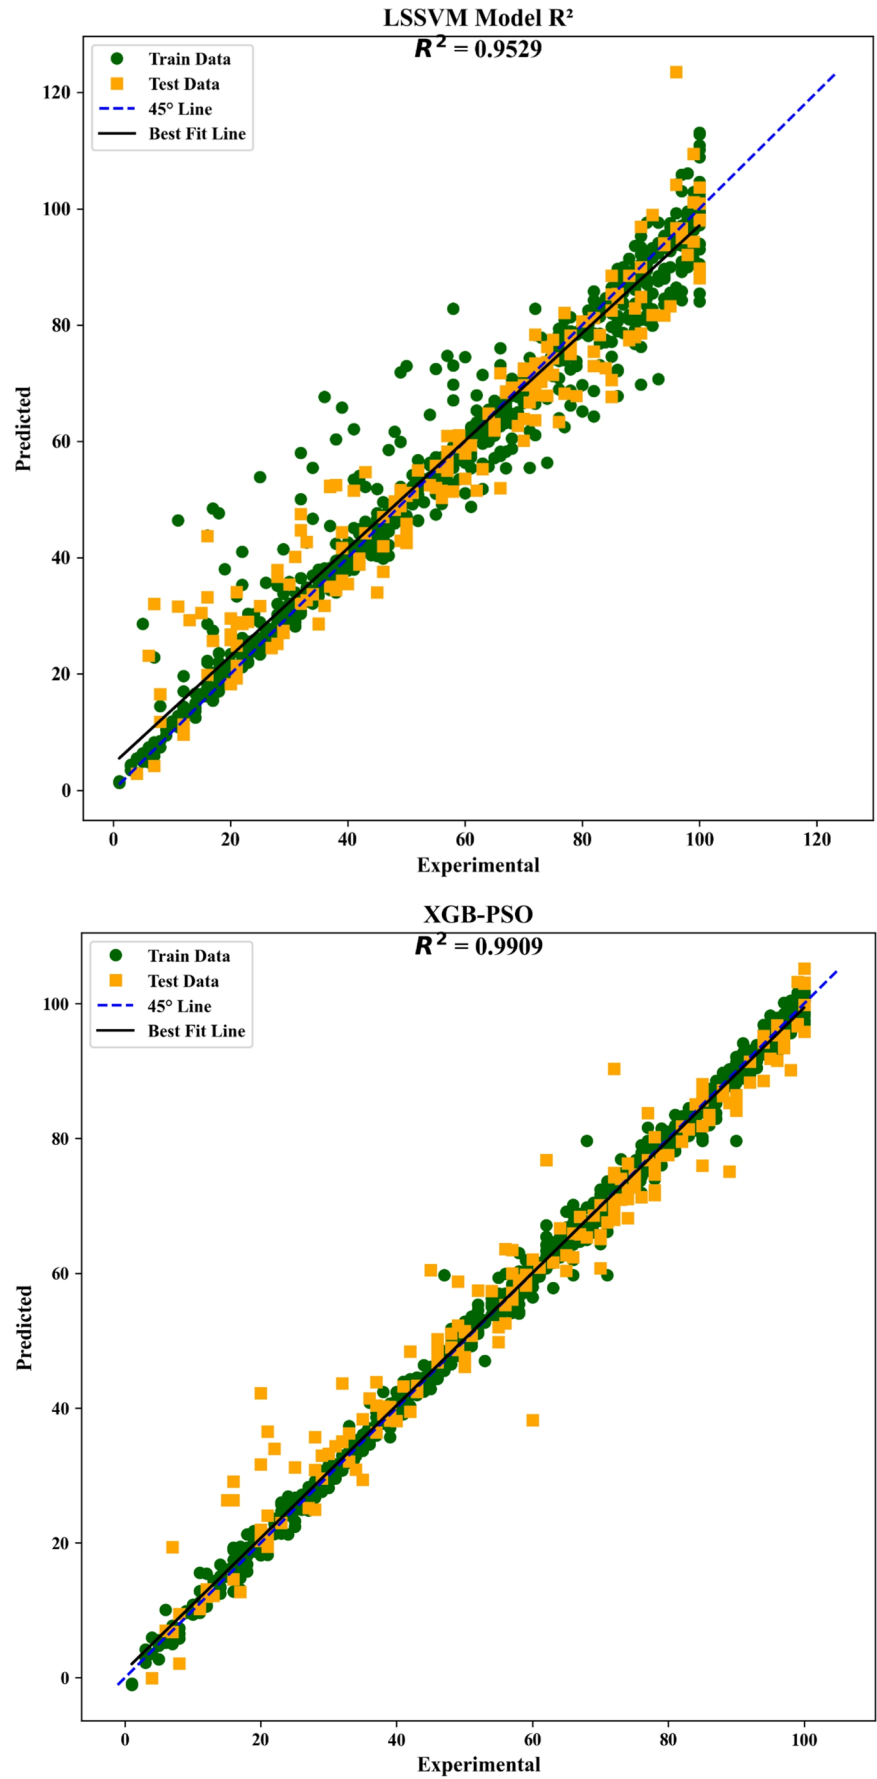 LSSVM Model R²
R² = 0.9529
Train Data
Test Data
45° Line
Best Fit Line
120
100
80
60
40
20
0
Predicted
0 20 40 60 80 100 120
Experimental
XGB-PSO
R² = 0.9909
Train Data
Test Data
45° Line
Best Fit Line
100
80
60
40
20
0
Predicted
0 20 40 60 80 100
Experimental